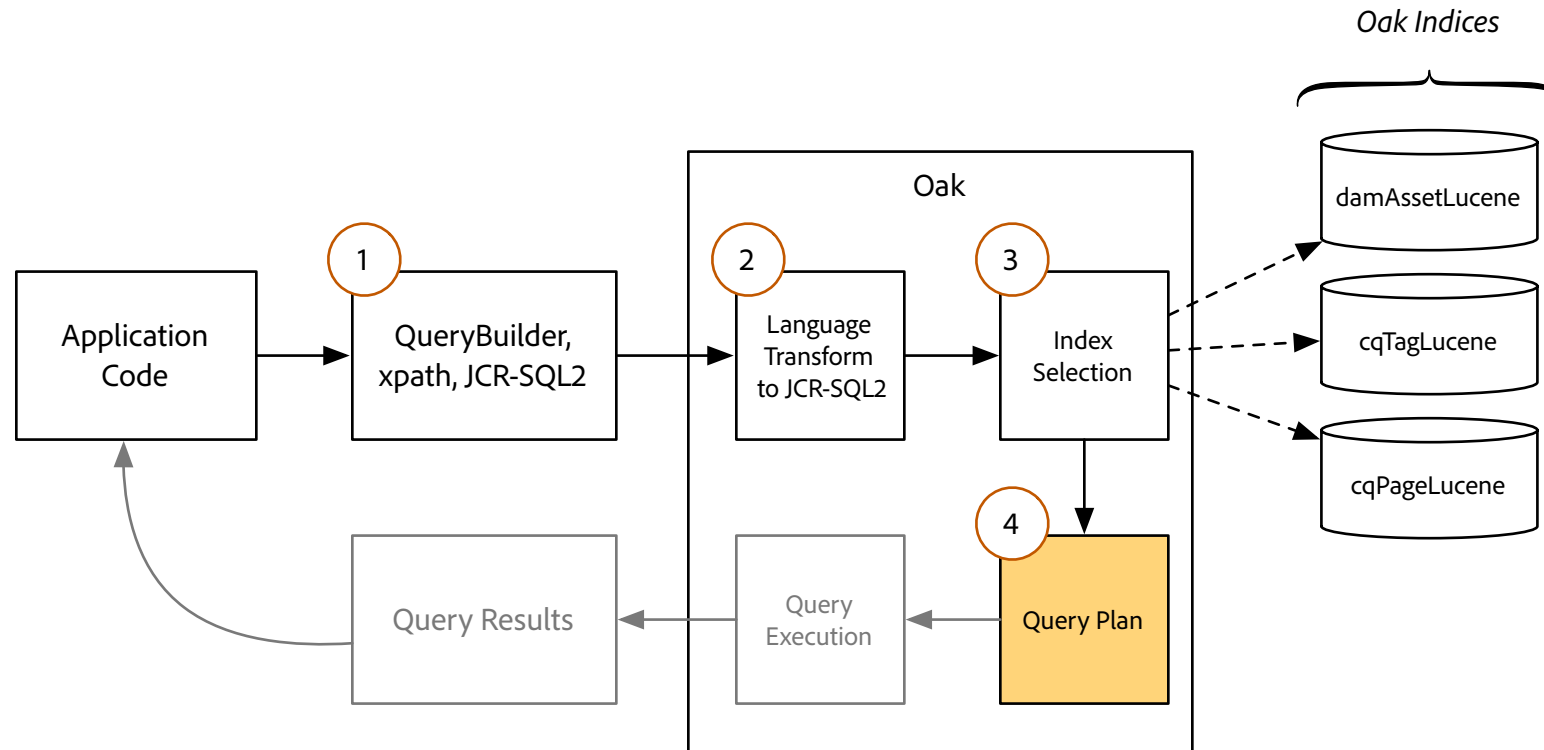 Oak Indices
Oak
damAssetLucene
1
2
3
Application
Code
QueryBuilder,
xpath, JCR-SQL2
Language
Transform
to JCR-SQL2
Index
Selection
cqTagLucene
cqPageLucene
4
Query Results
Query
Execution
Query Plan